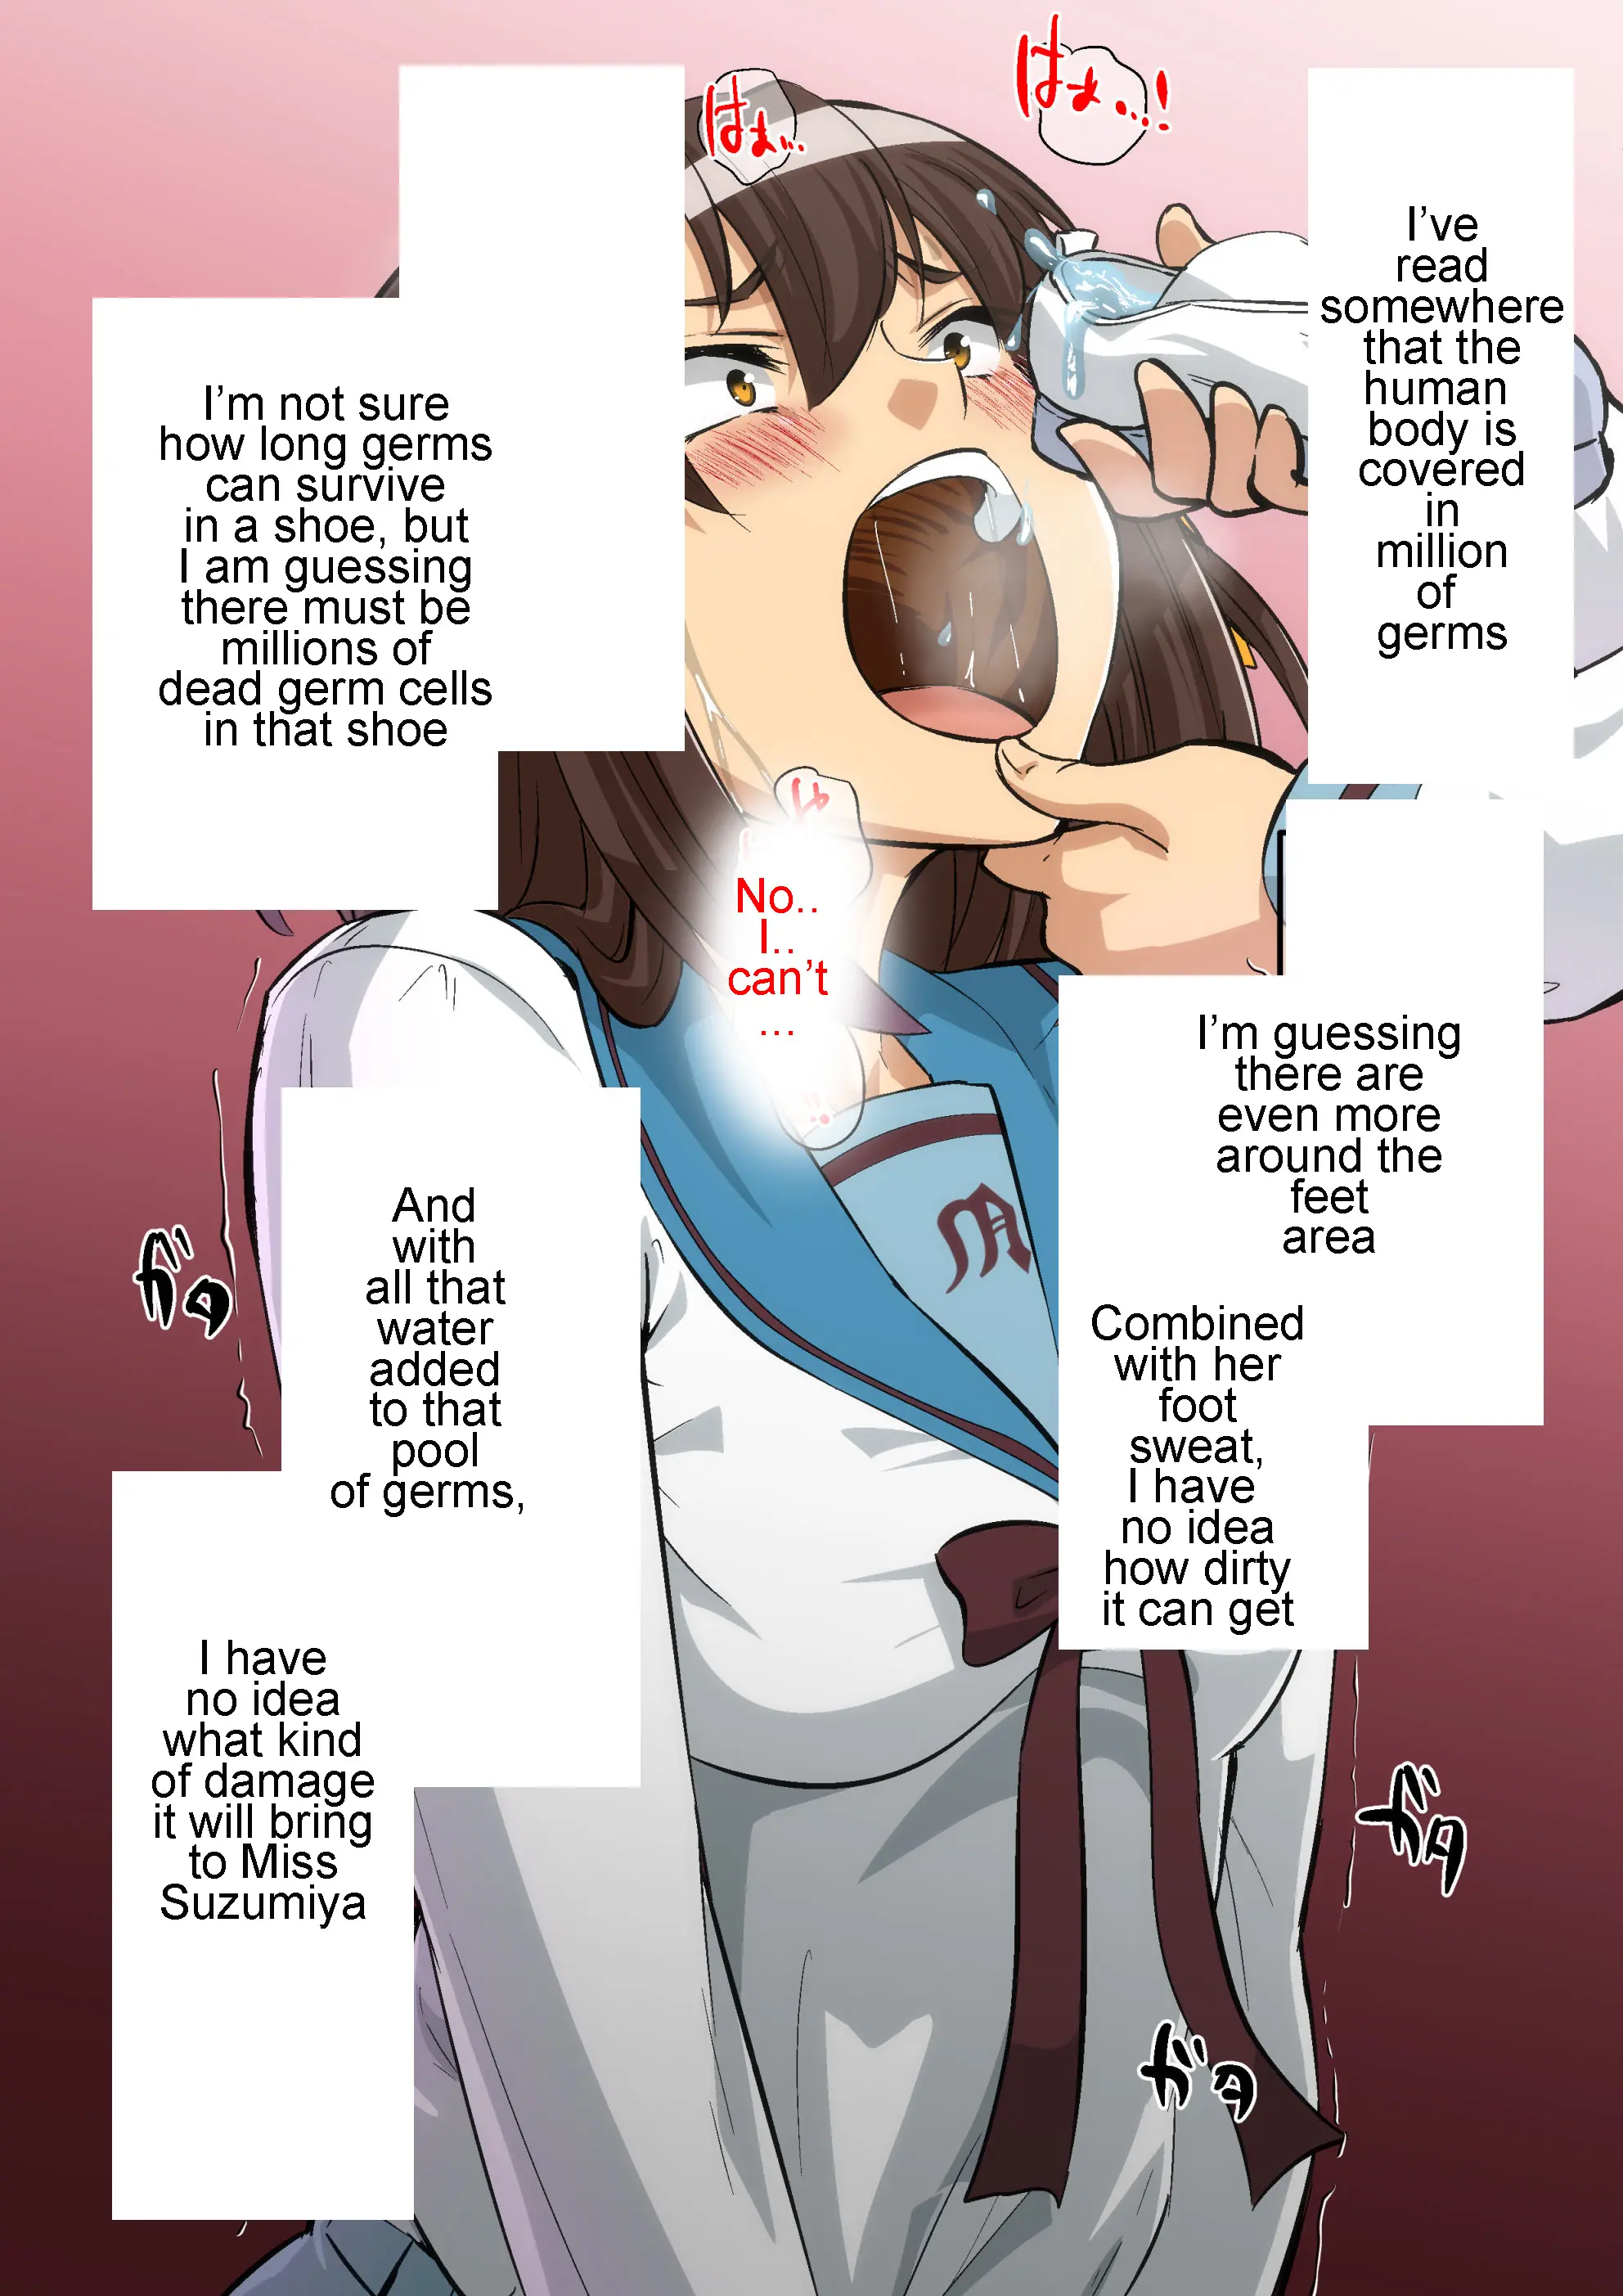 はぁ…!
はぁ…
I've
read
somewhere
that the
human
body is
covered
in
million
of
germs
I'm not sure
how long germs
can survive
in a shoe, but
I am guessing
there must be
millions of
dead germ cells
in that shoe
No..
I..
can't
...
I'm guessing
there are
even more
around the
feet
area
Combined
with her
foot
sweat,
I have
no idea
how dirty
it can get
And
with
all that
water
added
to that
pool
of germs,
I have
no idea
what kind
of damage
it will bring
to Miss
Suzumiya
ガタ
ガタ
ガタ